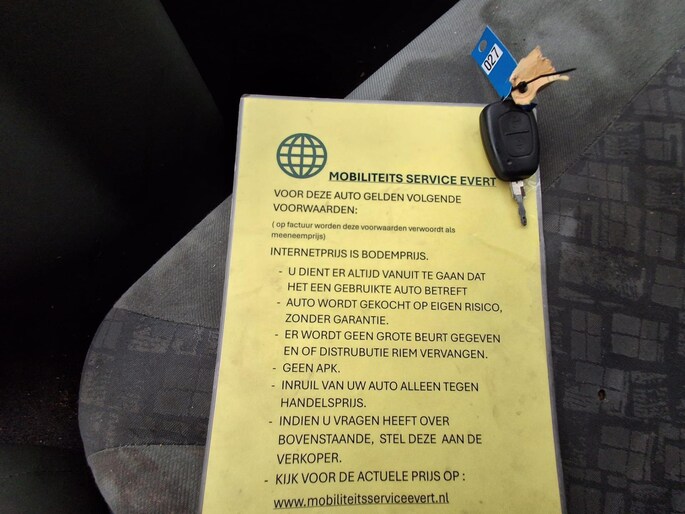 027
MOBILITEITS SERVICE EVERT
VOOR DEZE AUTO GELDEN VOLGENDE
VOORWAARDEN:
( op factuur worden deze voorwaarden verwoordt als
meeneemprijs)
INTERNETPRIJS IS BODEMPRIJS.
- U DIENT ER ALTIJD VANUIT TE GAAN DAT
HET EEN GEBRUIKTE AUTO BETREFT
- AUTO WORDT GEKOCHT OP EIGEN RISICO,
ZONDER GARANTIE.
- ER WORDT GEEN GROTE BEURT GEGEVEN
EN OF DISTRUBUTIE RIEM VERVANGEN.
- GEEN APK.
- INRUIL VAN UW AUTO ALLEEN TEGEN
HANDELSPRIJS.
- INDIEN U VRAGEN HEEFT OVER
BOVENSTAANDE, STEL DEZE AAN DE
VERKOPER.
- KIJK VOOR DE ACTUELE PRIJS OP :
www.mobiliteitsserviceevert.nl